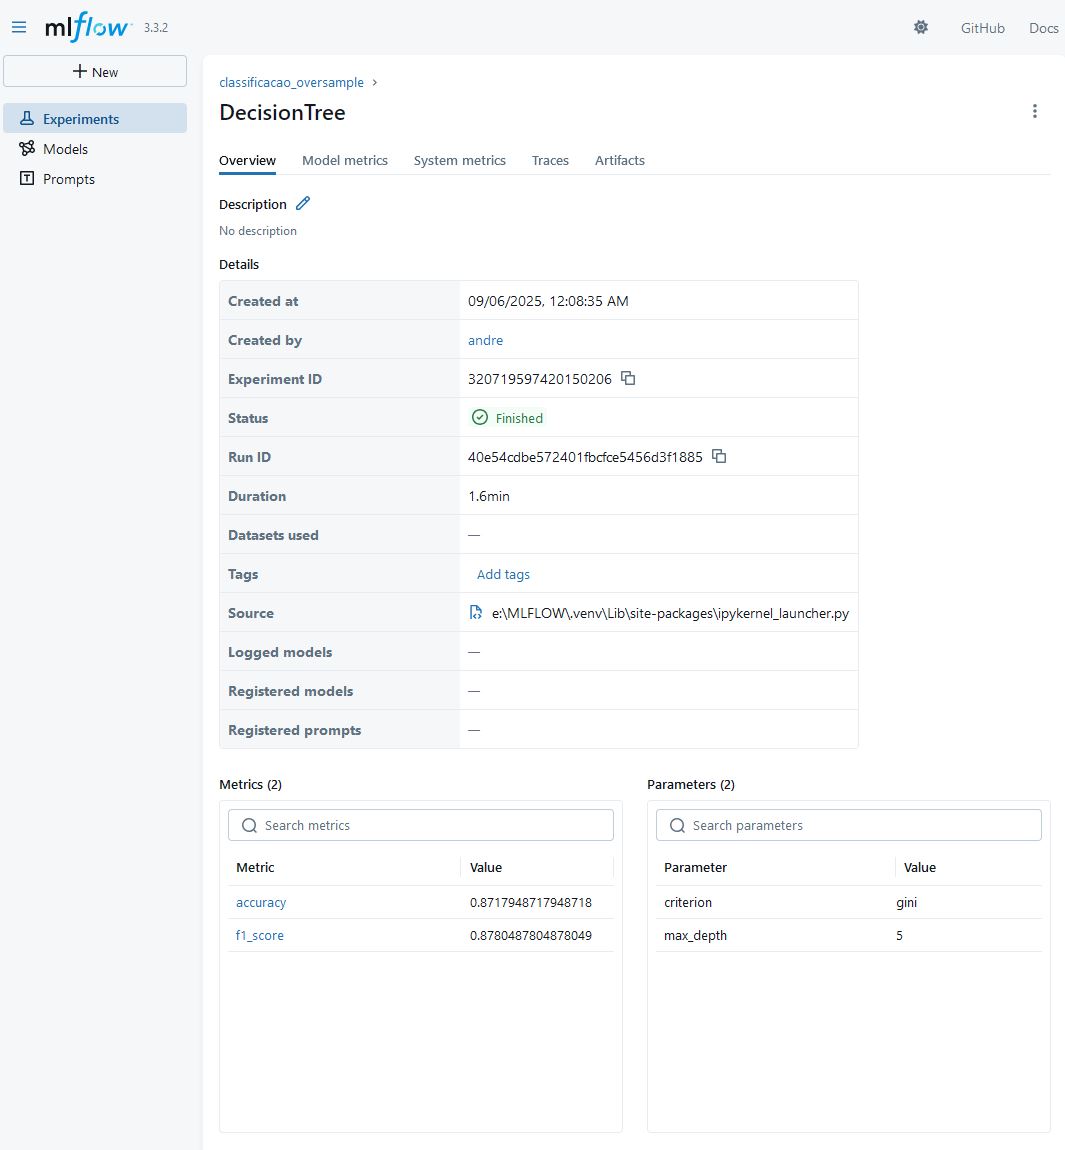 mlflow 3.3.2
GitHub Docs
New
Experiments
Models
Prompts
classificacao_oversample
DecisionTree
Overview Model metrics System metrics Traces Artifacts
Description
No description
Details
Created at 09/06/2025, 12:08:35 AM
Created by andre
Experiment ID 320719597420150206
Status Finished
Run ID 40e54cdbe572401fbcfce5456d3f1885
Duration 1.6min
Datasets used —
Tags Add tags
Source e:\MLFLOW\.venv\Lib\site-packages\ipykernel_launcher.py
Logged models —
Registered models —
Registered prompts —
Metrics (2)
Search metrics
Metric Value
accuracy 0.8717948717948718
f1_score 0.8780487804878049
Parameters (2)
Search parameters
Parameter Value
criterion gini
max_depth 5